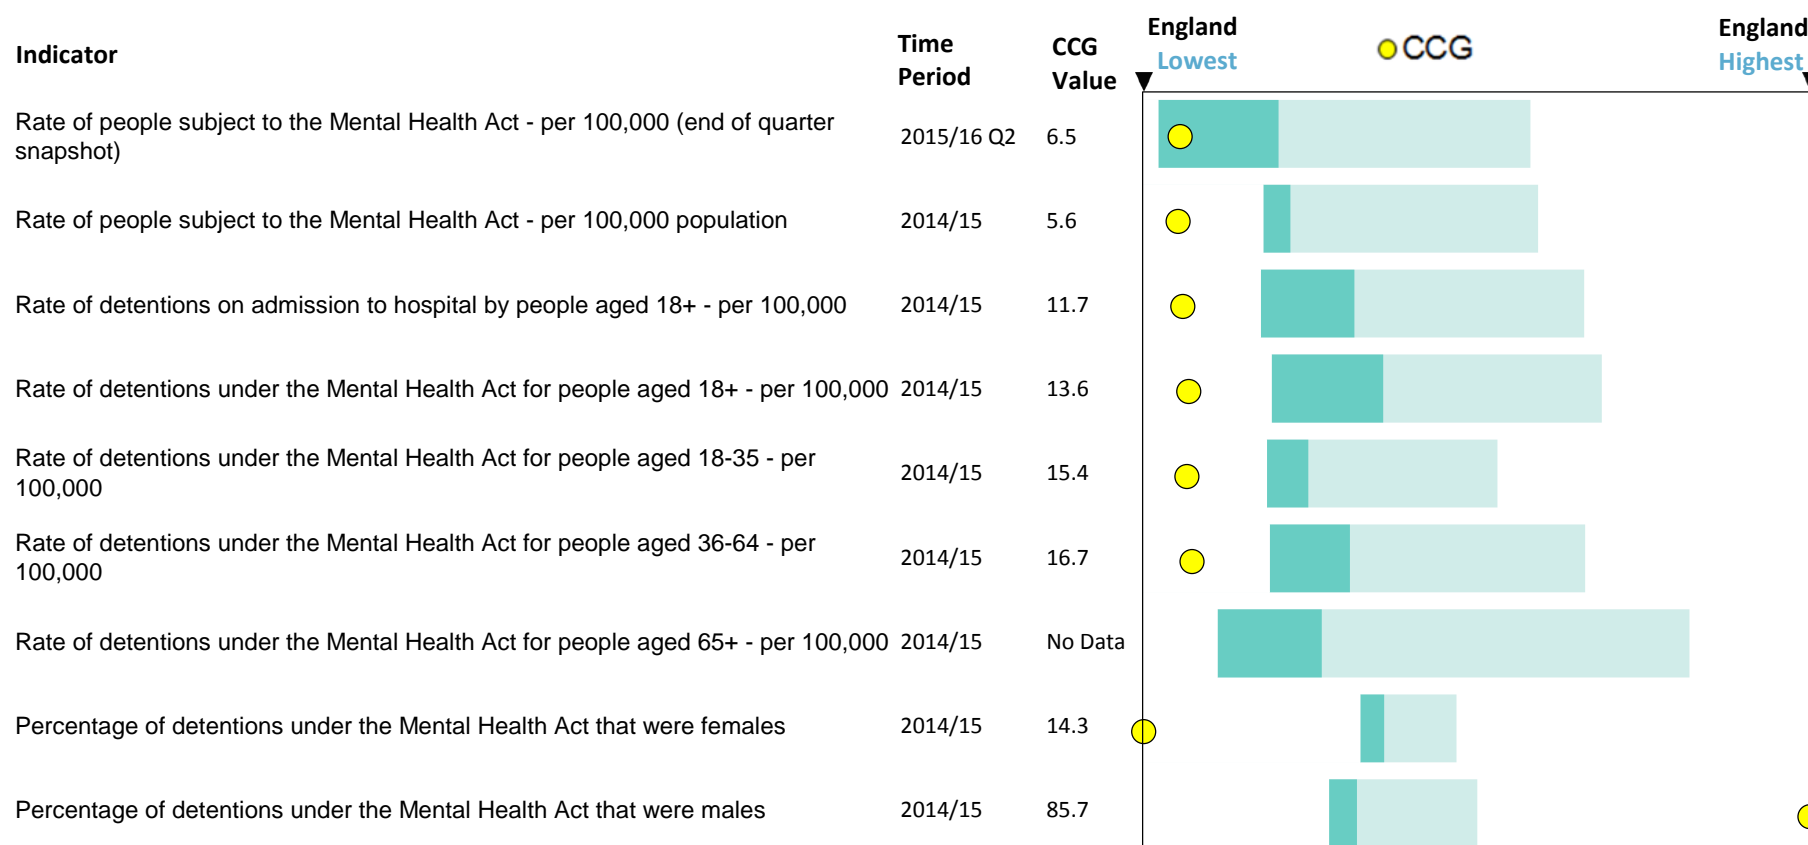 Indicator
Time Period
CCG Value
England Lowest
CCG
England Highest
Rate of people subject to the Mental Health Act - per 100,000 (end of quarter
snapshot)
2015/16 Q2
6.5
Rate of people subject to the Mental Health Act - per 100,000 population
2014/15
5.6
Rate of detentions on admission to hospital by people aged 18+ - per 100,000
2014/15
11.7
Rate of detentions under the Mental Health Act for people aged 18+ - per 100,000
2014/15
13.6
Rate of detentions under the Mental Health Act for people aged 18-35 - per
100,000
2014/15
15.4
Rate of detentions under the Mental Health Act for people aged 36-64 - per
100,000
2014/15
16.7
Rate of detentions under the Mental Health Act for people aged 65+ - per 100,000
2014/15
No Data
Percentage of detentions under the Mental Health Act that were females
2014/15
14.3
Percentage of detentions under the Mental Health Act that were males
2014/15
85.7